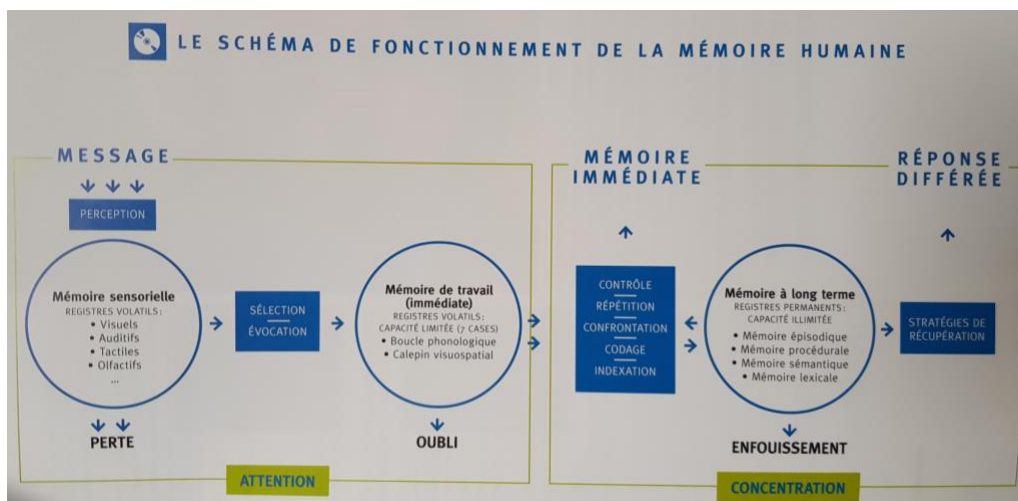 LE SCHÉMA DE FONCTIONNEMENT DE LA MÉMOIRE HUMAINE
MESSAGE
PERCEPTION
Mémoire sensorielle
REGISTRES VOLATILS :
• Visuels
• Auditifs
• Tactiles
• Olfactifs
...
PERTE
SÉLECTION
ÉVOCATION
Mémoire de travail
(immédiate)
REGISTRES VOLATILS :
CAPACITÉ LIMITÉE (7 CASES)
• Boucle phonologique
• Calepin visuospatial
OUBLI
ATTENTION
MÉMOIRE
IMMÉDIATE
CONTRÔLE
RÉPÉTITION
CONFRONTATION
CODAGE
INDEXATION
Mémoire à long terme
REGISTRES PERMANENTS :
CAPACITÉ ILLIMITÉE
• Mémoire épisodique
• Mémoire procédurale
• Mémoire sémantique
• Mémoire lexicale
ENFOUISSEMENT
RÉPONSE
DIFFÉRÉE
STRATÉGIES DE
RÉCUPÉRATION
CONCENTRATION